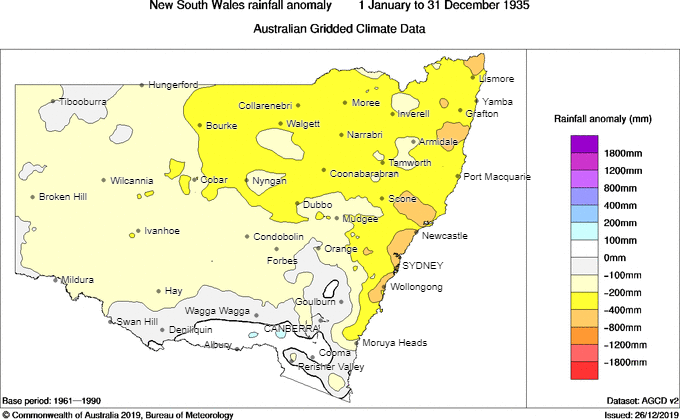 New South Wales rainfall anomaly 1 January to 31 December 1935
Australian Gridded Climate Data
Hungerford
Tibooburra
Lismore
Collarenebri
Moree
Yamba
Inverell
Grafton
Bourke
Walgett
Narrabri
Armidale
Tamworth
Coonabarabran
Port Macquarie
Wilcannia
Cobar
Nyngan
Broken Hill
Dubbo
Scone
Mudgee
Ivanhoe
Condobolin
Newcastle
Orange
Forbes
SYDNEY
Mildura
Hay
Wollongong
Goulburn
Wagga Wagga
Swan Hill
Deniliquin
CANBERRA
Albury
Moruya Heads
Cooma
Perisher Valley
Rainfall anomaly (mm)
1800mm
1200mm
800mm
400mm
200mm
100mm
0mm
−100mm
−200mm
−400mm
−800mm
−1200mm
−1800mm
Base period: 1961—1990
Dataset: AGCD v2
© Commonwealth of Australia 2019, Bureau of Meteorology
Issued: 26/12/2019